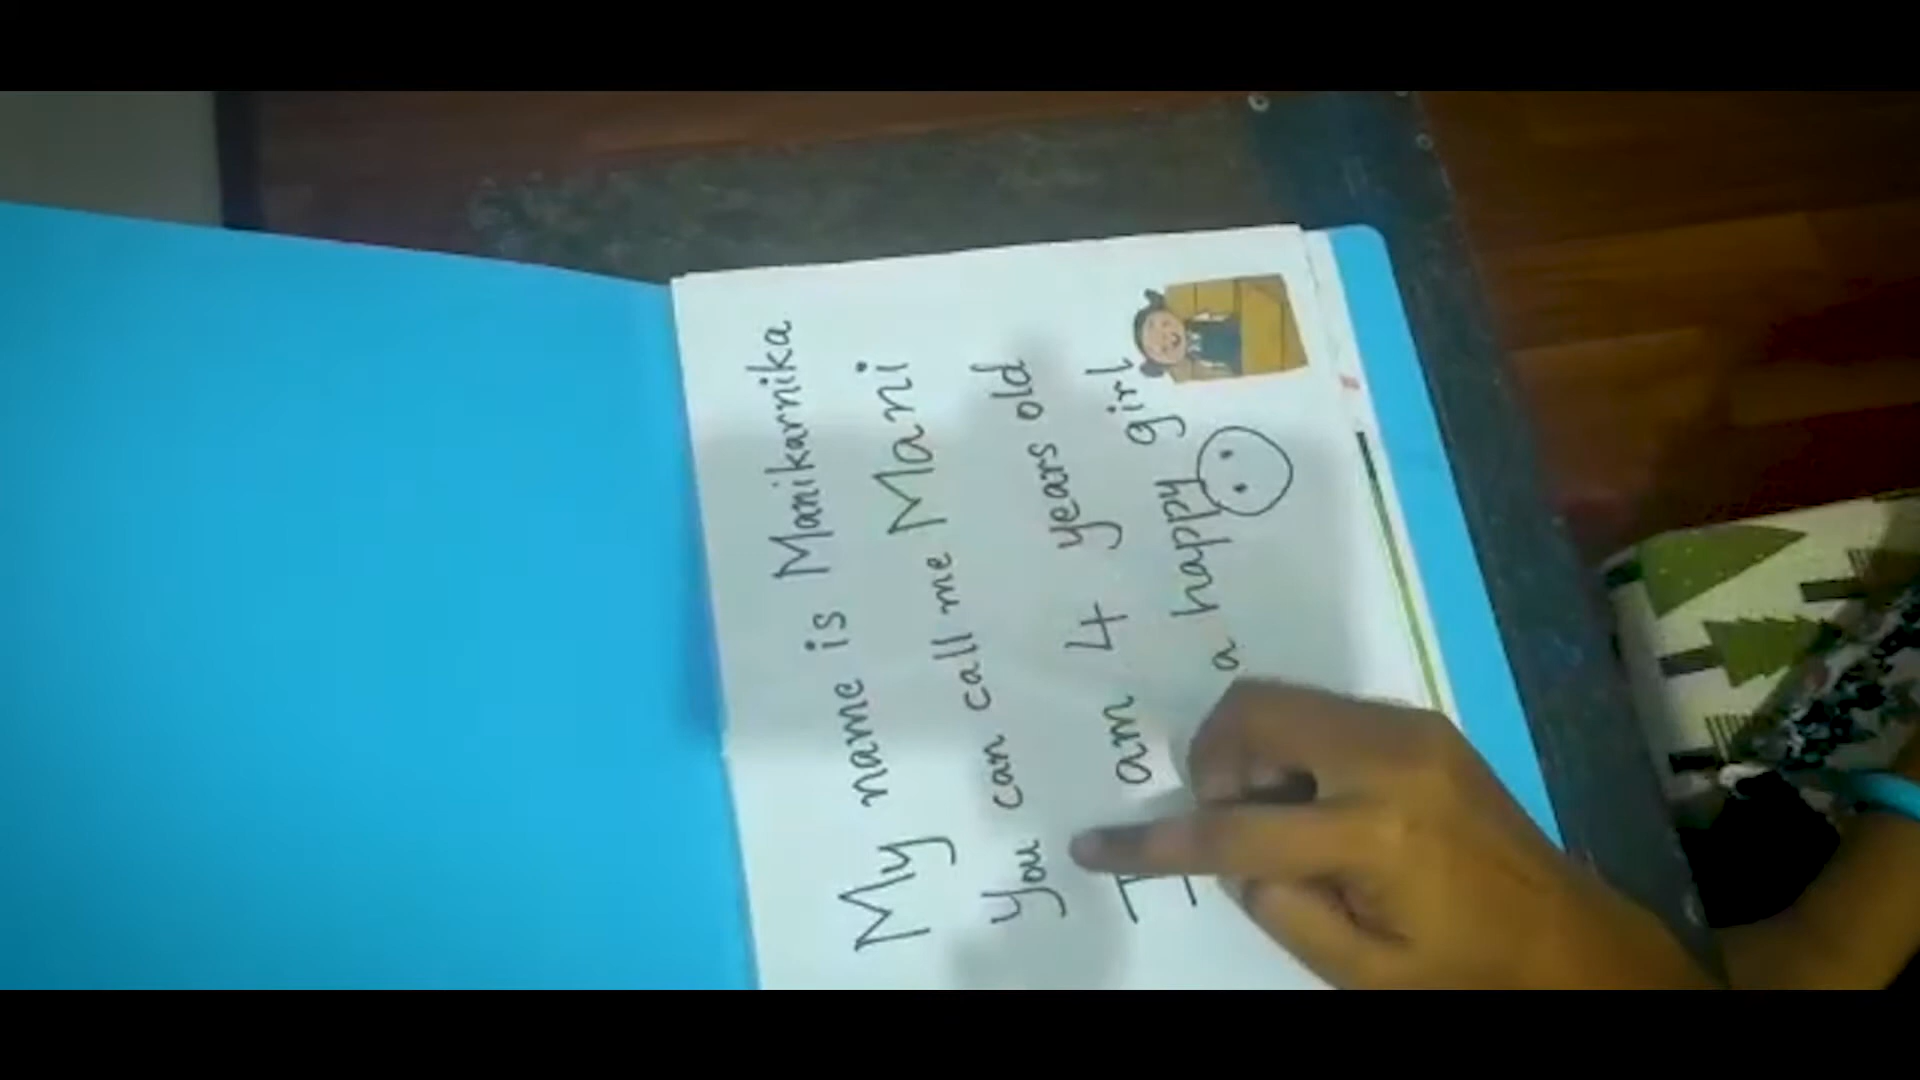 My name is Manikarnika
You can call me Mani
I am 4 years old
a happy girl